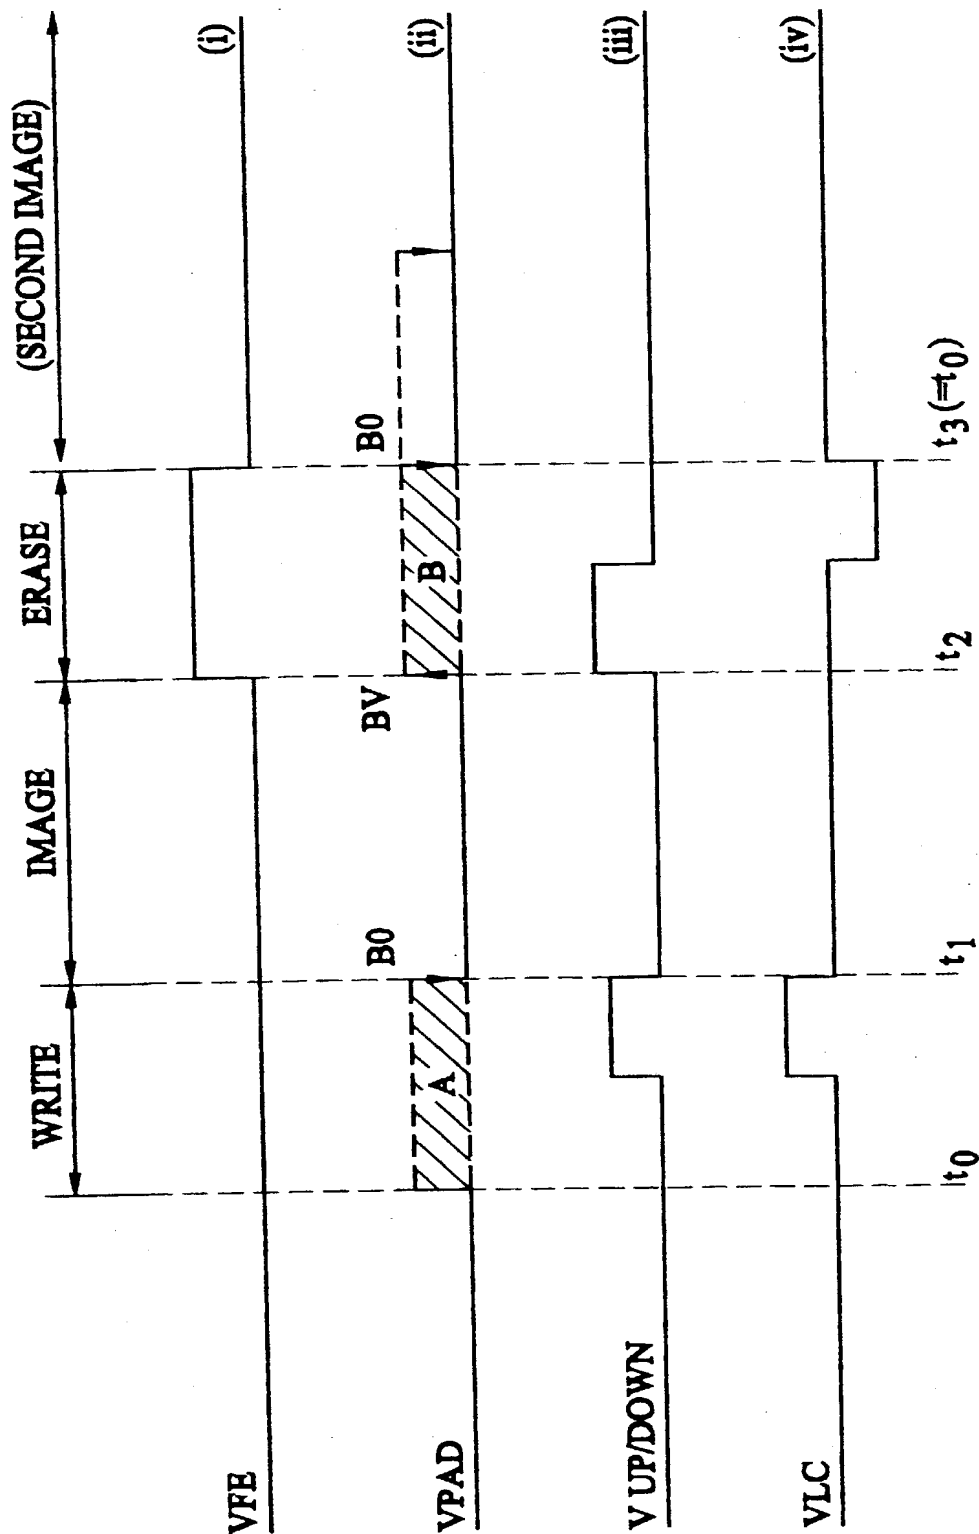 WRITE
IMAGE
ERASE
(SECOND IMAGE)
VFE
(i)
B0
BV
B0
VPAD
A
B
(ii)
V UP/DOWN
(iii)
VLC
(iv)
t0
t1
t2
t3(=t0)